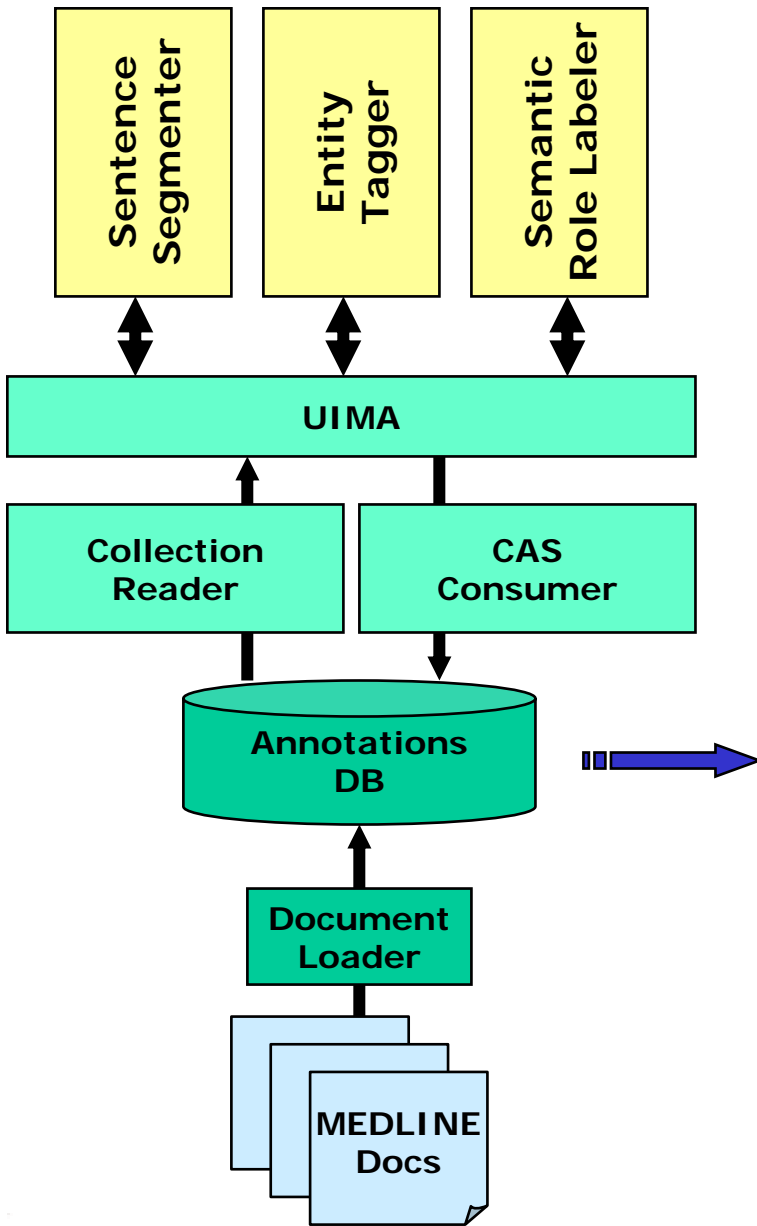 Sentence
Segmenter
Entity
Tagger
Semantic
Role Labeler
UIMA
Collection
Reader
CAS
Consumer
Annotations
DB
Document
Loader
MEDLINE
Docs